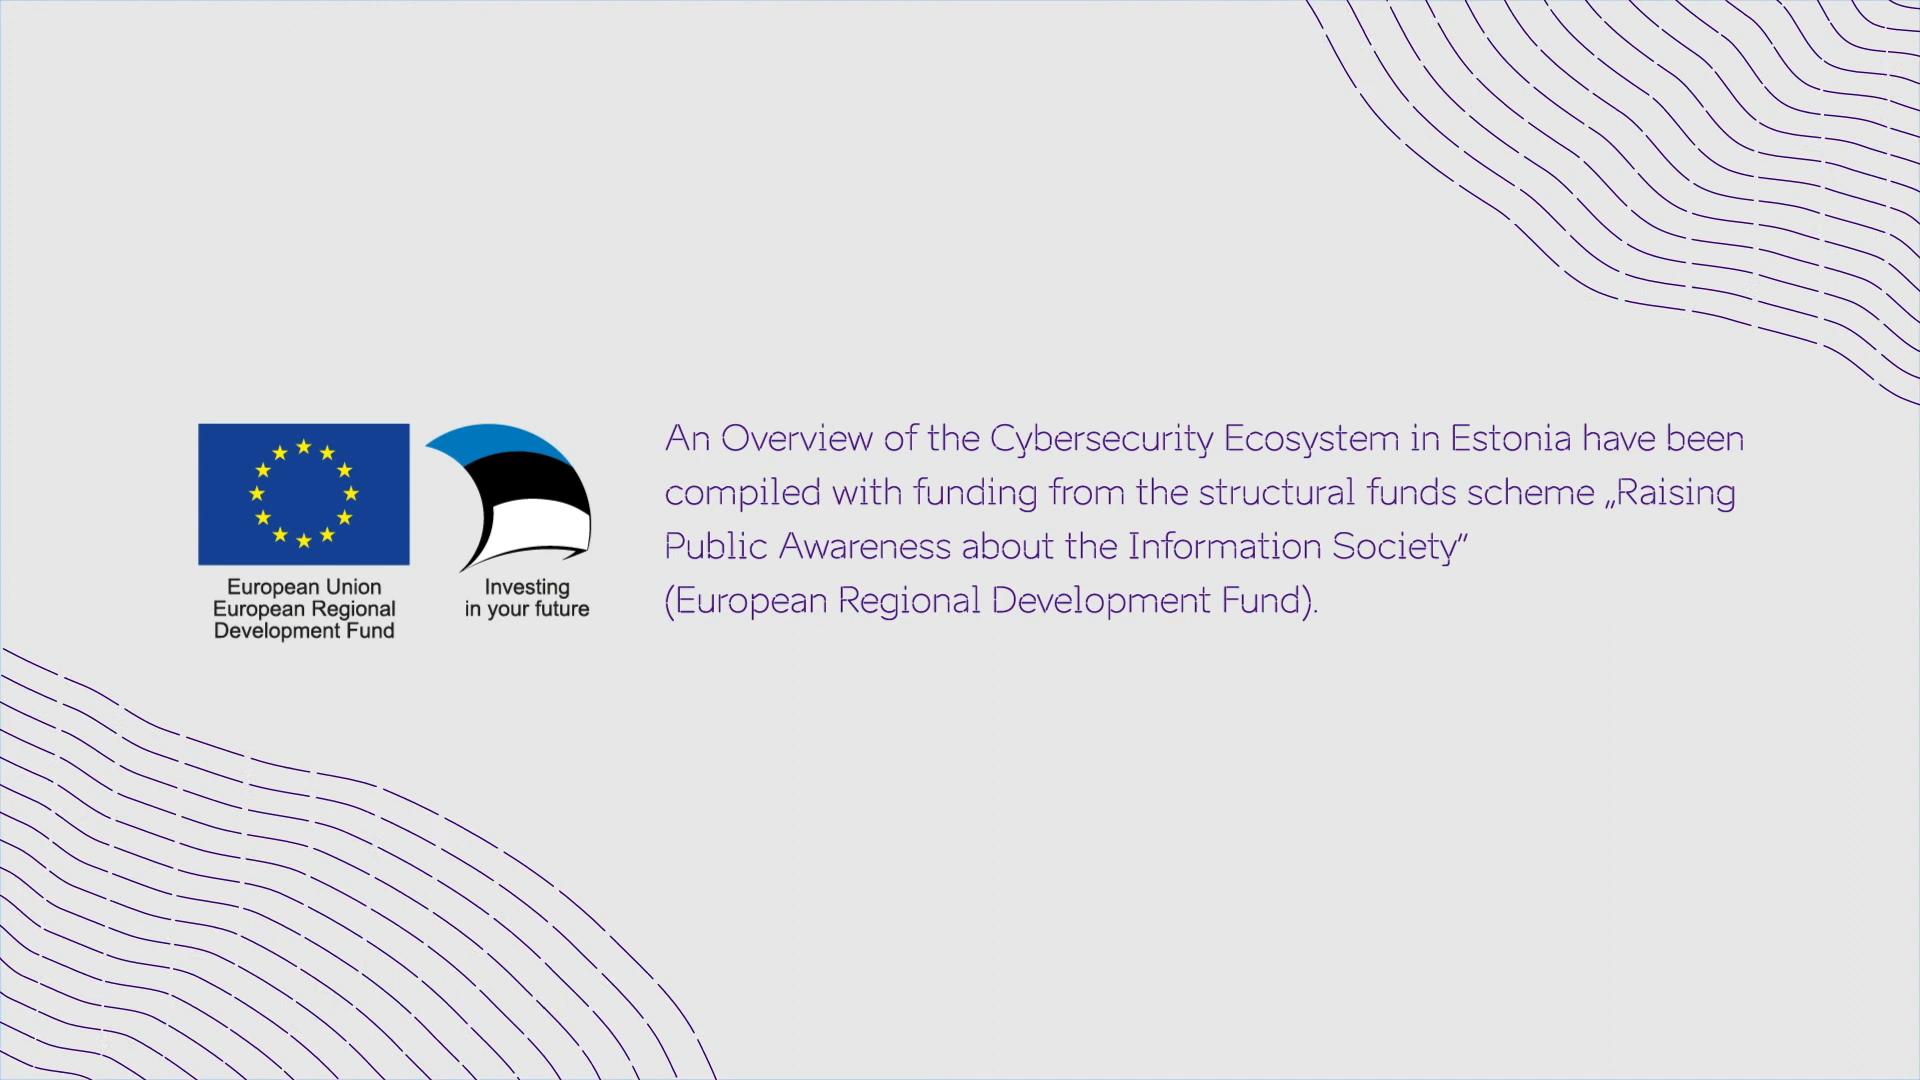 An Overview of the Cybersecurity Ecosystem in Estonia have been
compiled with funding from the structural funds scheme „Raising
Public Awareness about the Information Society”
(European Regional Development Fund).
European Union
European Regional
Development Fund
Investing
in your future